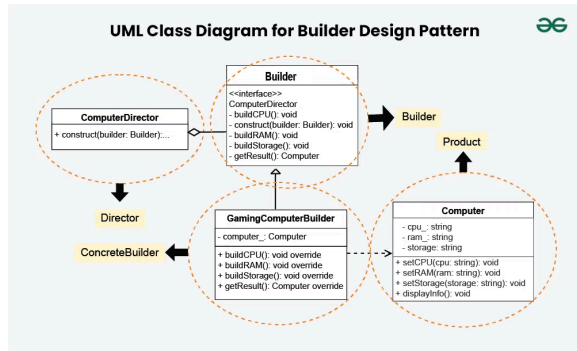 UML Class Diagram for Builder Design Pattern
Builder
<<interface>>
ComputerDirector
- buildCPU(): void
- construct(builder: Builder): void
- buildRAM(): void
- buildStorage(): void
- getResult(): Computer
ComputerDirector
+ construct(builder: Builder):...
Builder
Product
Director
ConcreteBuilder
GamingComputerBuilder
- computer_: Computer
+ buildCPU(): void override
+ buildRAM(): void override
+ buildStorage(): void override
+ getResult(): Computer override
Computer
- cpu_: string
- ram_: string
- storage: string
+ setCPU(cpu: string): void
+ setRAM(ram: string): void
+ setStorage(storage: string): void
+ displayInfo(): void